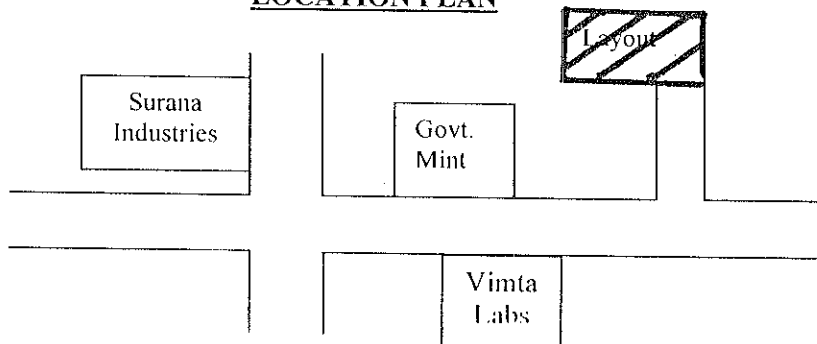 LOCATION PLAN
Layout
Surana
Industries
Govt.
Mint
Vimta
Labs